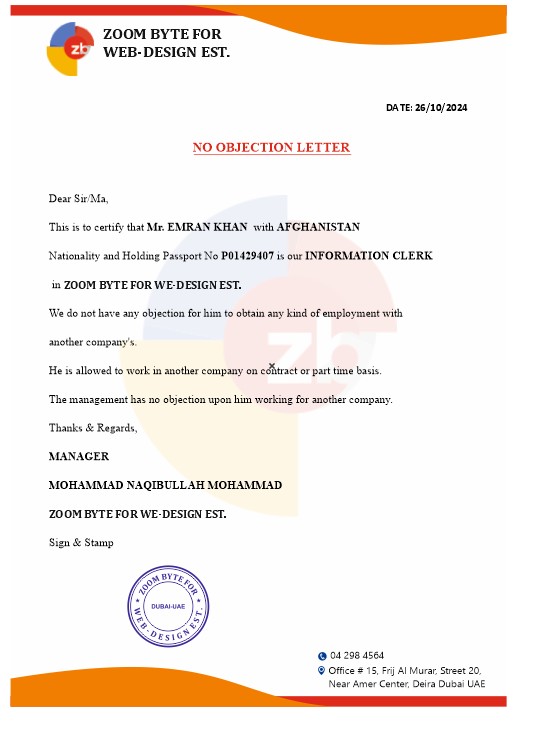 ZOOM BYTE FOR
WEB-DESIGN EST.
zb
DATE: 26/10/2024
NO OBJECTION LETTER
Dear Sir/Ma,
This is to certify that Mr. EMRAN KHAN with AFGHANISTAN
Nationality and Holding Passport No P01429407 is our INFORMATION CLERK
in ZOOM BYTE FOR WE-DESIGN EST.
We do not have any objection for him to obtain any kind of employment with
another company's.
He is allowed to work in another company on contract or part time basis.
The management has no objection upon him working for another company.
Thanks & Regards,
MANAGER
MOHAMMAD NAQIBULLAH MOHAMMAD
ZOOM BYTE FOR WE-DESIGN EST.
Sign & Stamp
zb
ZOOM BYTE FOR
DUBAI-UAE
WEB-DESIGN EST.
04 298 4564
Office # 15, Frij Al Murar, Street 20,
Near Amer Center, Deira Dubai UAE